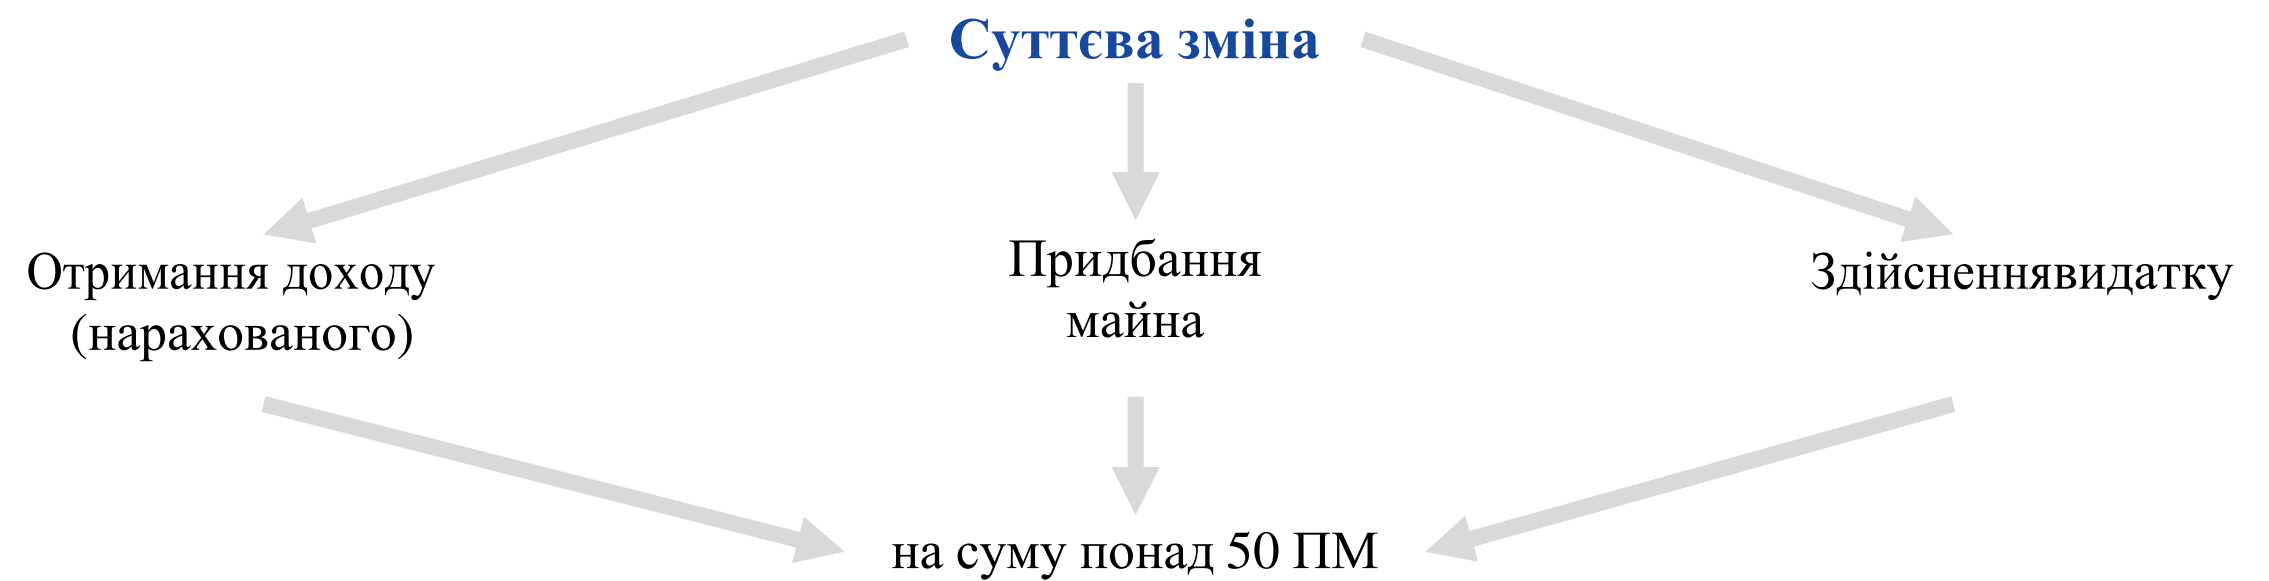 Суттєва зміна
Отримання доходу
(нарахованого)
Придбання
майна
Здійсненнявидатку
на суму понад 50 ПМ